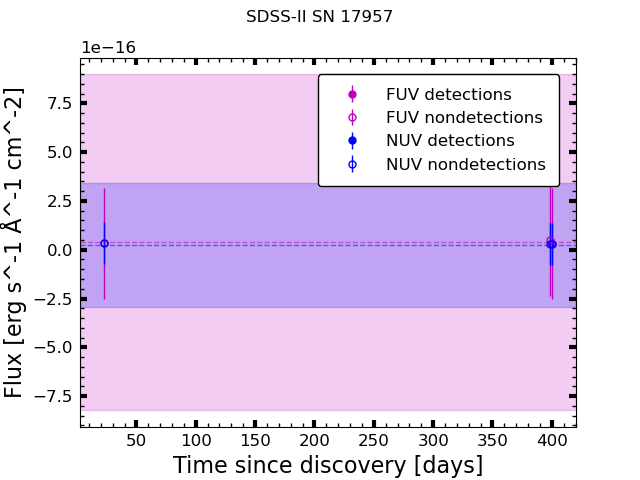 SDSS-II SN 17957
1e−16
FUV detections
FUV nondetections
NUV detections
NUV nondetections
7.5
5.0
2.5
0.0
−2.5
−5.0
−7.5
Flux [erg s^-1 Å^-1 cm^-2]
50 100 150 200 250 300 350 400
Time since discovery [days]